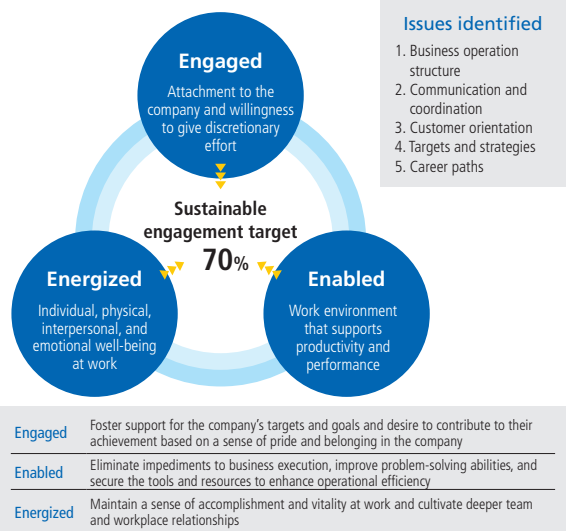 Engaged
Attachment to the
company and willingness
to give discretionary
effort
Issues identified
1. Business operation
structure
2. Communication and
coordination
3. Customer orientation
4. Targets and strategies
5. Career paths
Sustainable
engagement target
70%
Energized
Individual, physical,
interpersonal, and
emotional well-being
at work
Enabled
Work environment
that supports
productivity and
performance
Engaged
Foster support for the company’s targets and goals and desire to contribute to their
achievement based on a sense of pride and belonging in the company
Enabled
Eliminate impediments to business execution, improve problem-solving abilities, and
secure the tools and resources to enhance operational efficiency
Energized
Maintain a sense of accomplishment and vitality at work and cultivate deeper team
and workplace relationships